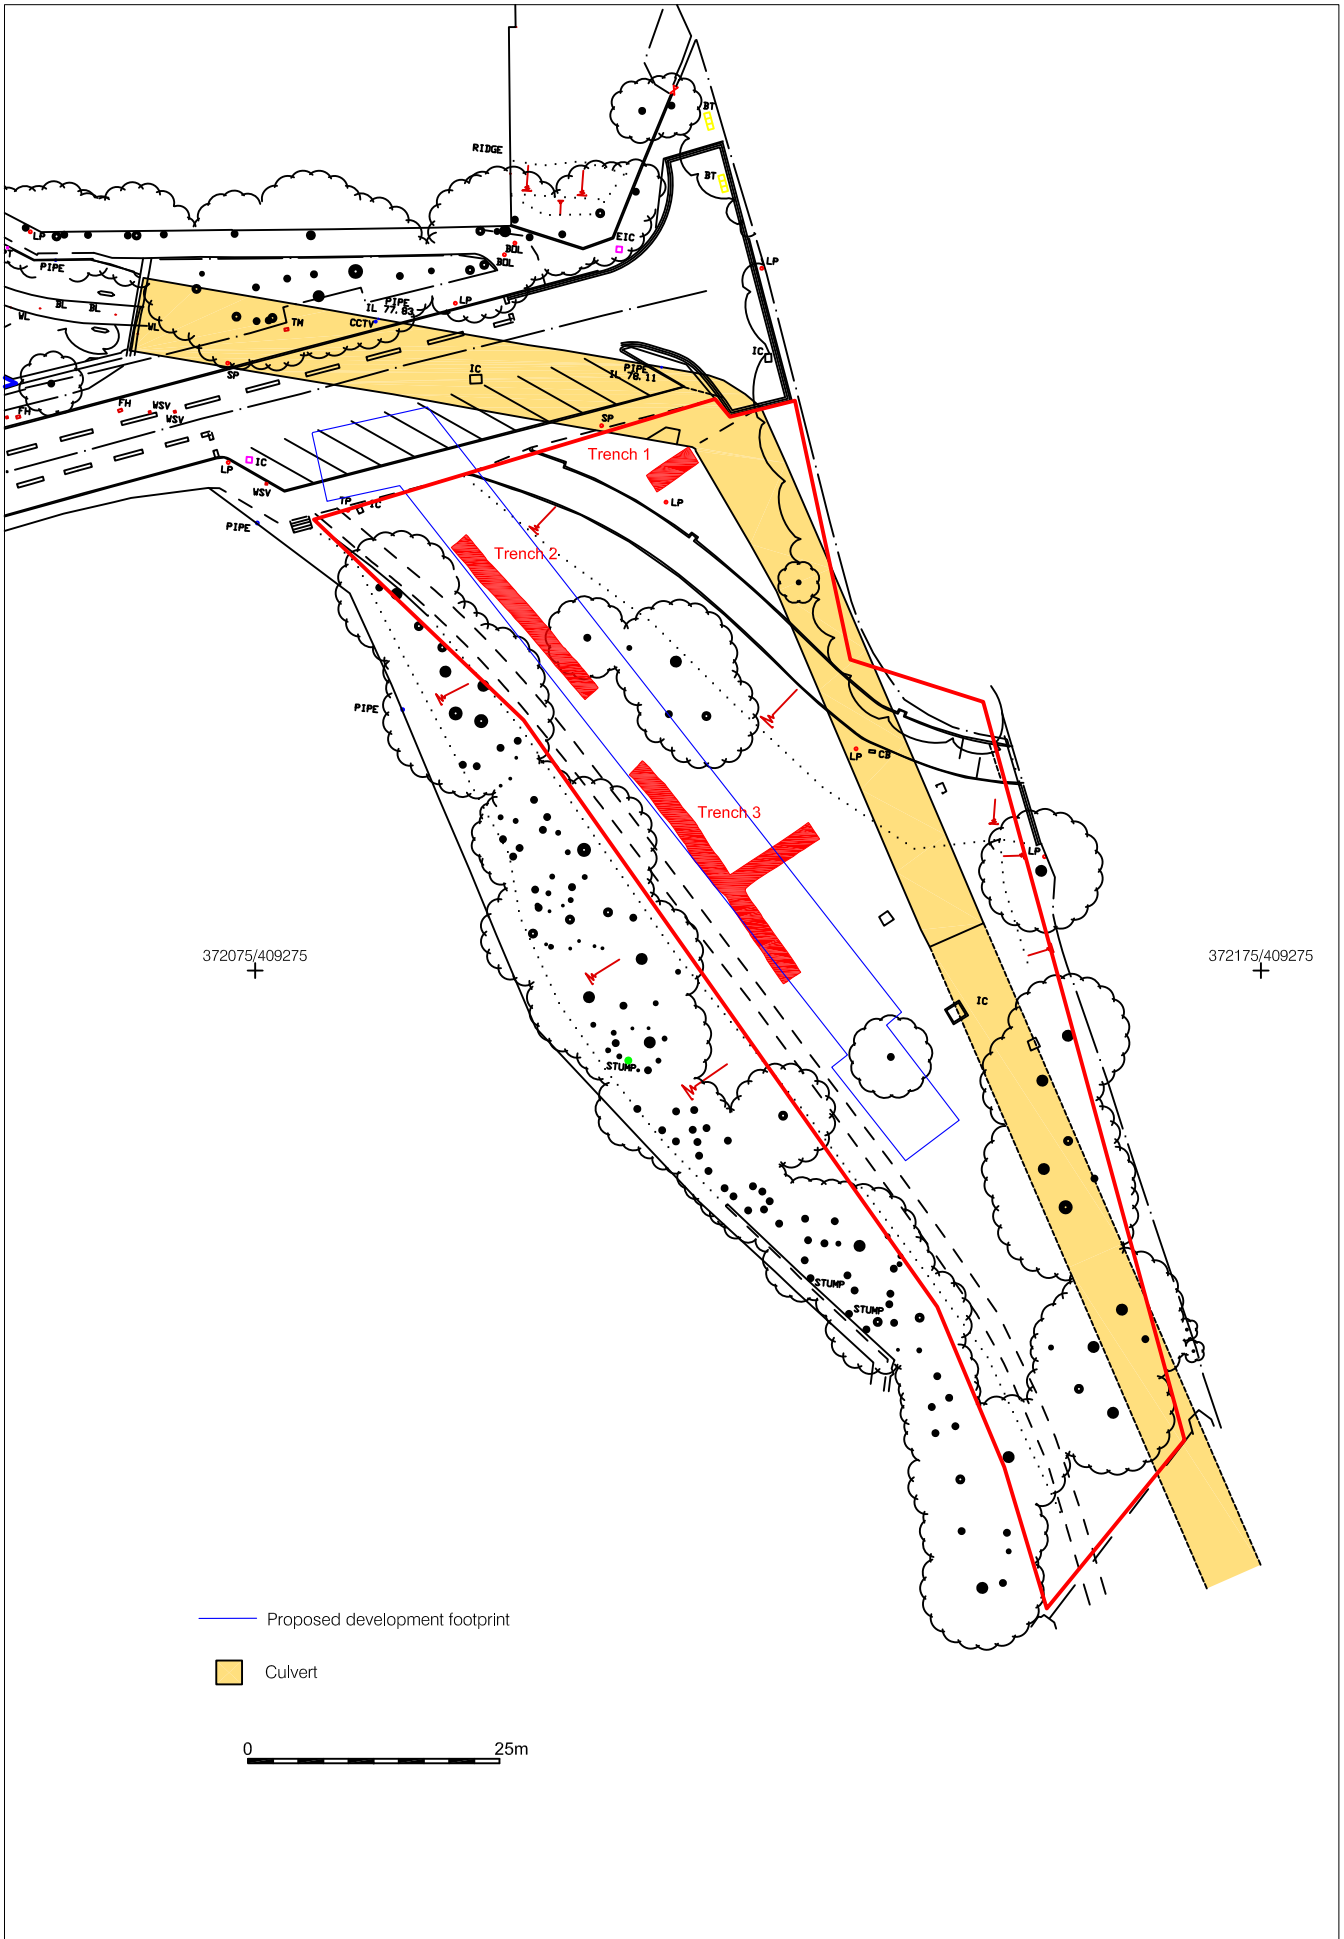 BT
RIDGE
BT
LP
EIC
BOL
BOL
PIPE
LP
BL
BL
PIPE
IL 77.83
LP
WL
WL
TM
CCTV
IC
IC
PIPE
IL 78.11
SP
FH
FH
WSV
WSV
SP
Trench 1
LP
IC
WSV
TP
IC
LP
PIPE
Trench 2
PIPE
LP
CB
Trench 3
LP
372075/409275
372175/409275
IC
STUMP
STUMP
STUMP
Proposed development footprint
Culvert
0
25m